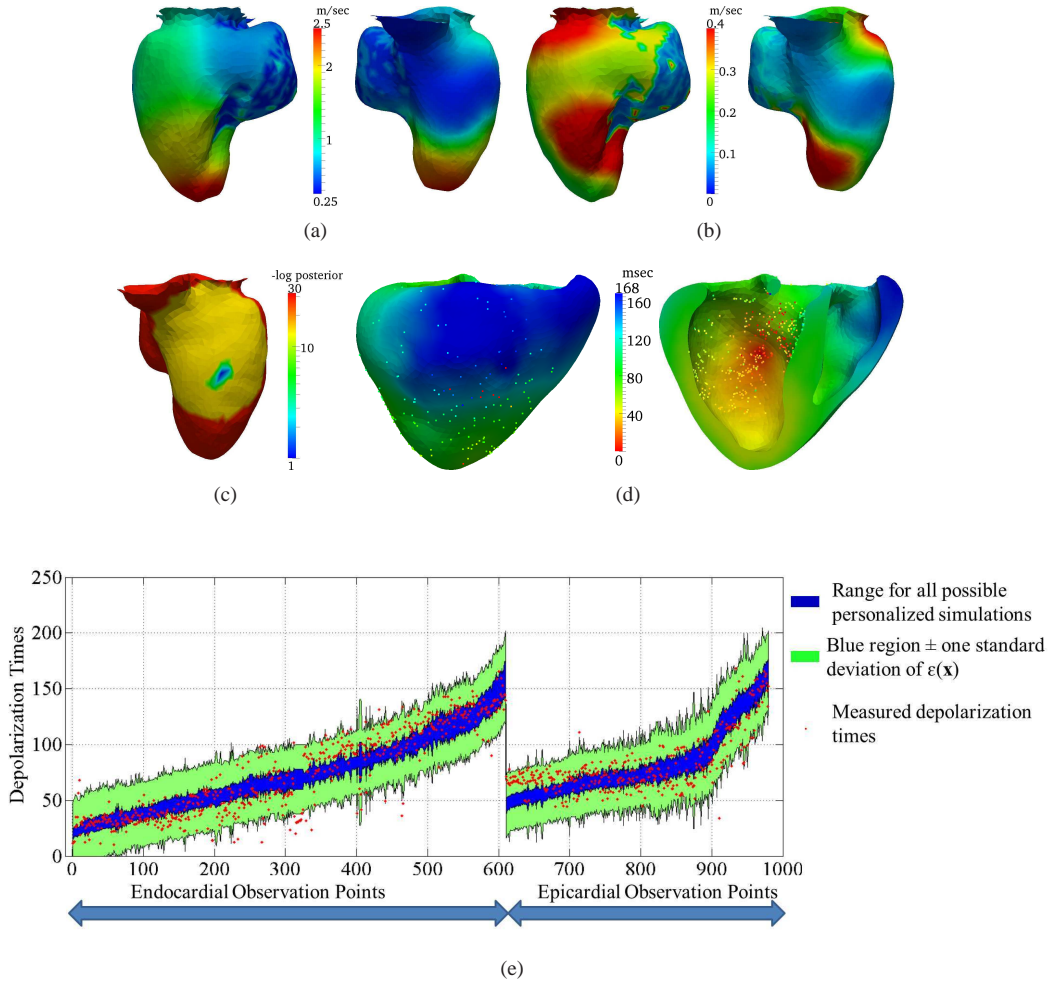 m/sec
2.5
2
1
0.25
m/sec
0.4
0.3
0.2
0.1
0
(a)
(b)
-log posterior
30
10
1
msec
168
160
120
80
40
0
(c)
(d)
Depolarization Times
250
200
150
100
50
0
0 100 200 300 400 500 600 700 800 900 1000
Endocardial Observation Points
Epicardial Observation Points
Range for all possible
personalized simulations
Blue region ± one standard
deviation of ε(x)
Measured depolarization
times
(e)